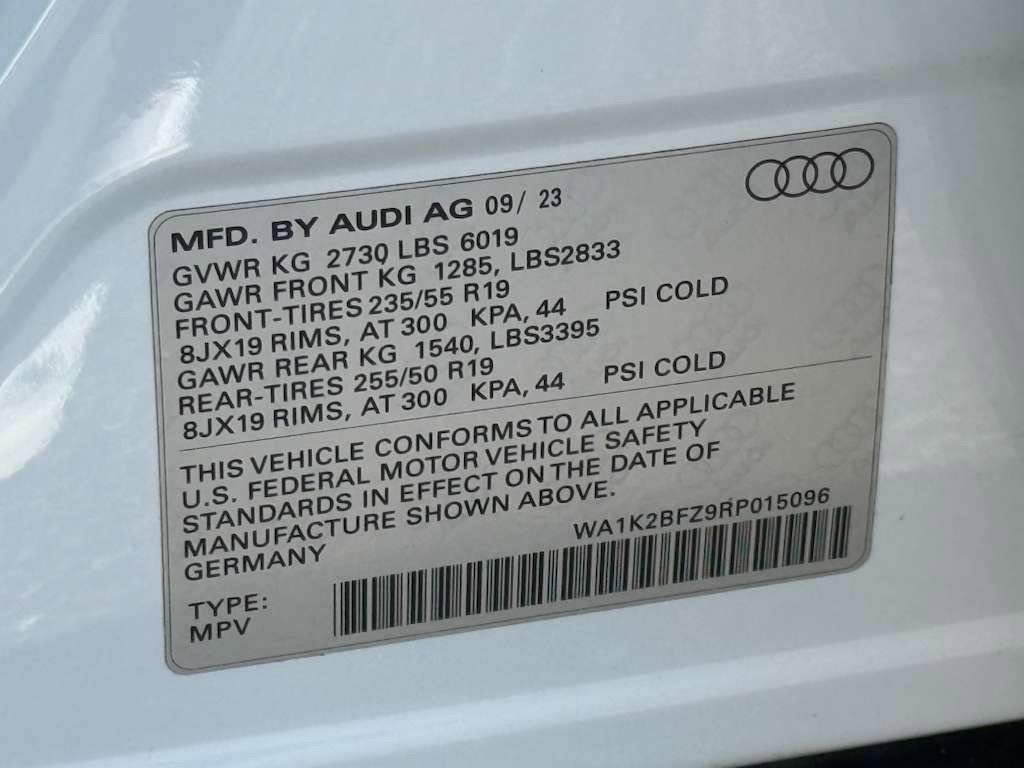 MFD. BY AUDI AG 09/ 23
GVWR KG 2730 LBS 6019
GAWR FRONT KG 1285, LBS2833
FRONT-TIRES 235/55 R19
8JX19 RIMS, AT 300 KPA, 44 PSI COLD
GAWR REAR KG 1540, LBS3395
REAR-TIRES 255/50 R19
8JX19 RIMS, AT 300 KPA, 44 PSI COLD
THIS VEHICLE CONFORMS TO ALL APPLICABLE
U.S. FEDERAL MOTOR VEHICLE SAFETY
STANDARDS IN EFFECT ON THE DATE OF
MANUFACTURE SHOWN ABOVE.
GERMANY
WA1K2BFZ9RP015096
TYPE:
MPV